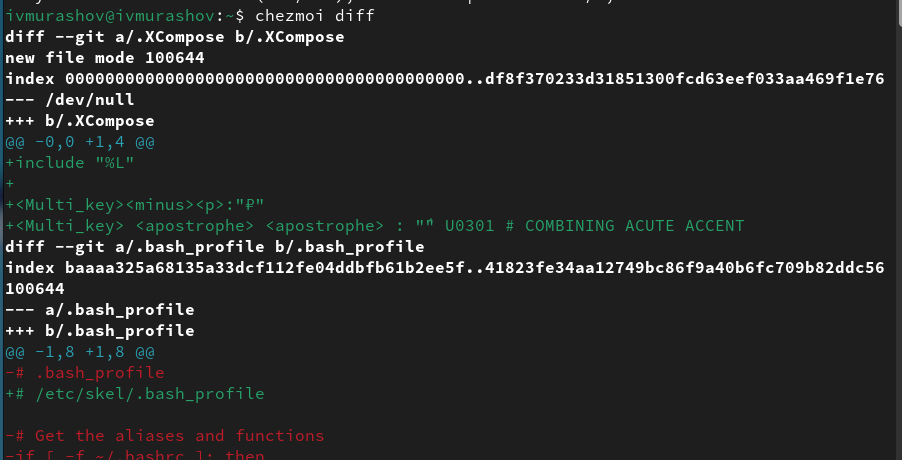 ivmurashov@ivmurashov:~$ chezmoi diff
diff --git a/.XCompose b/.XCompose
new file mode 100644
index 0000000000000000000000000000000000000000..df8f370233d31851300fcd63eef033aa469f1e76
--- /dev/null
+++ b/.XCompose
@@ -0,0 +1,4 @@
+include "%L"
+
+<Multi_key><minus><p>:"₽"
+<Multi_key> <apostrophe> <apostrophe> : "́" U0301 # COMBINING ACUTE ACCENT
diff --git a/.bash_profile b/.bash_profile
index baaaa325a68135a33dcf112fe04ddbfb61b2ee5f..41823fe34aa12749bc86f9a40b6fc709b82ddc56
100644
--- a/.bash_profile
+++ b/.bash_profile
@@ -1,8 +1,8 @@
-# .bash_profile
+# /etc/skel/.bash_profile
-# Get the aliases and functions
-if [ -f ~/.bashrc ]; then